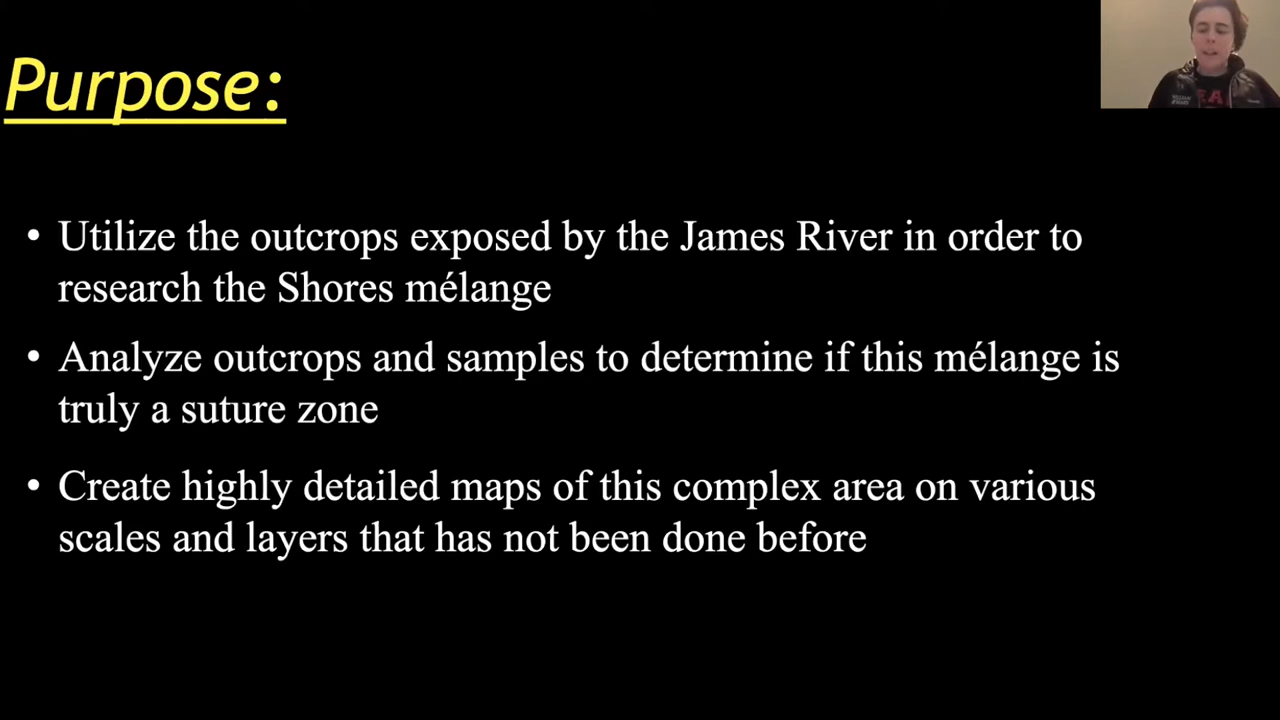 Purpose:
• Utilize the outcrops exposed by the James River in order to
research the Shores mélange
• Analyze outcrops and samples to determine if this mélange is
truly a suture zone
• Create highly detailed maps of this complex area on various
scales and layers that has not been done before